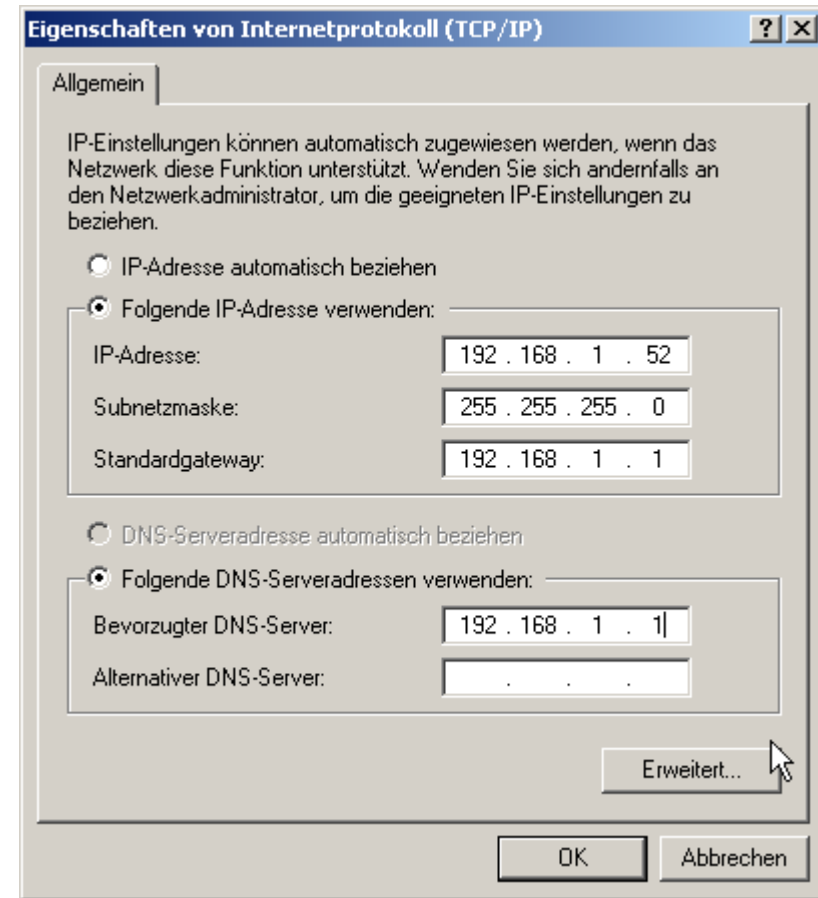 Eigenschaften von Internetprotokoll (TCP/IP)
Allgemein
IP-Einstellungen können automatisch zugewiesen werden, wenn das
Netzwerk diese Funktion unterstützt. Wenden Sie sich andernfalls an
den Netzwerkadministrator, um die geeigneten IP-Einstellungen zu
beziehen.
IP-Adresse automatisch beziehen
Folgende IP-Adresse verwenden:
IP-Adresse: 192 . 168 . 1 . 52
Subnetzmaske: 255 . 255 . 255 . 0
Standardgateway: 192 . 168 . 1 . 1
DNS-Serveradresse automatisch beziehen
Folgende DNS-Serveradressen verwenden:
Bevorzugter DNS-Server: 192 . 168 . 1 . 1
Alternativer DNS-Server: . . .
Erweitert...
OK Abbrechen